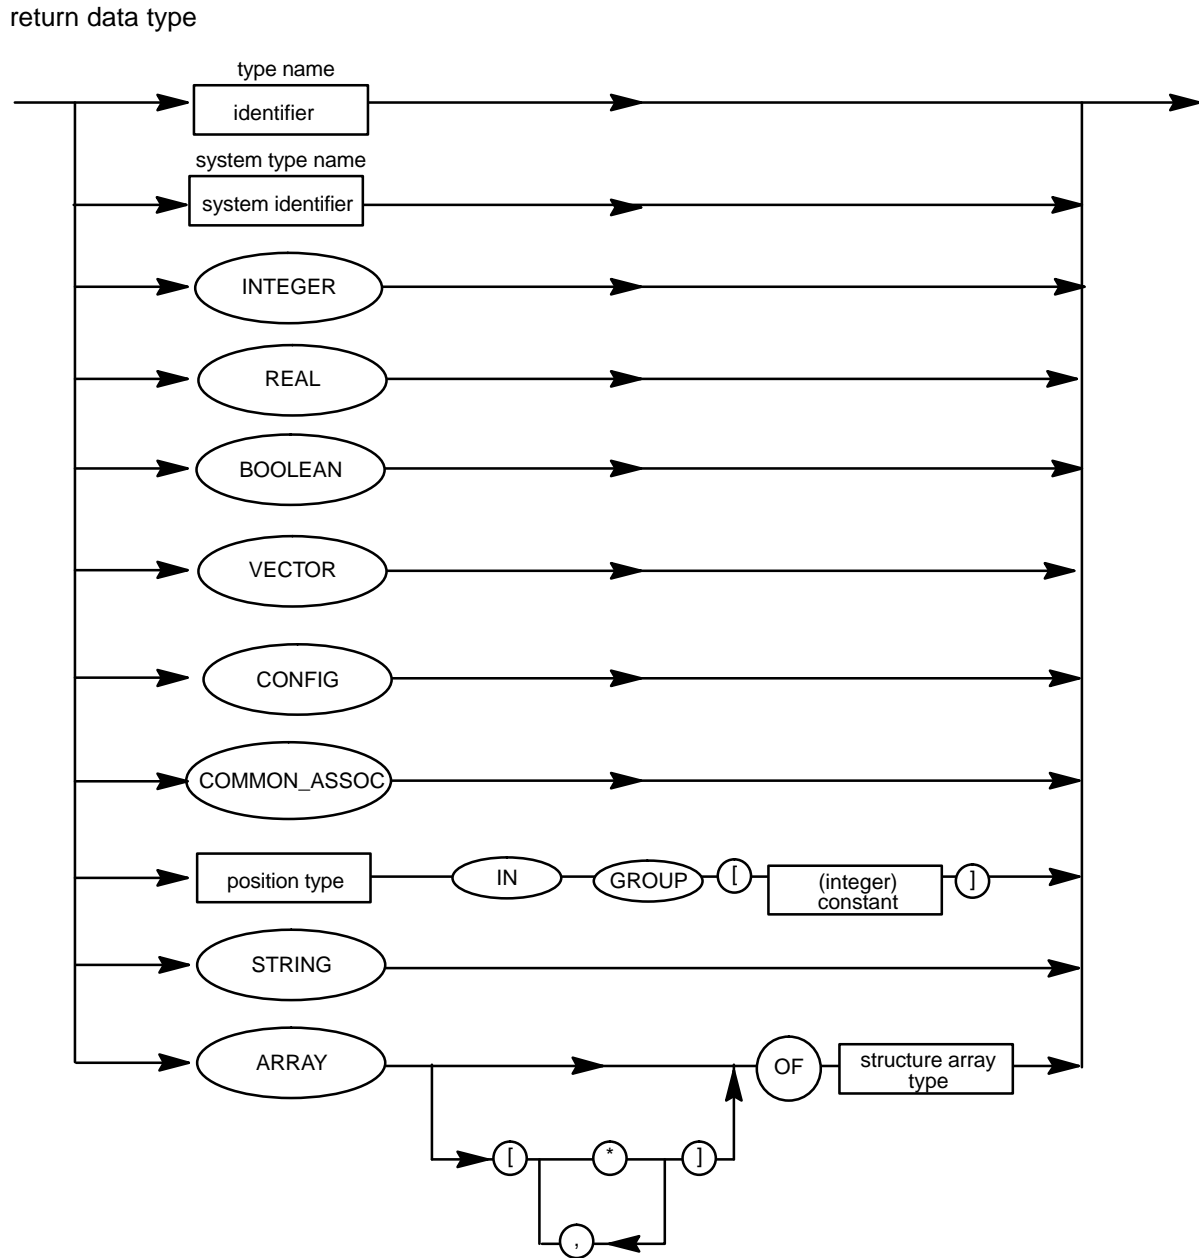 return data type
type name
identifier
system type name
system identifier
INTEGER
REAL
BOOLEAN
VECTOR
CONFIG
COMMON_ASSOC
position type IN GROUP [ (integer) constant ]
STRING
ARRAY OF structure array type
[ * ]
,